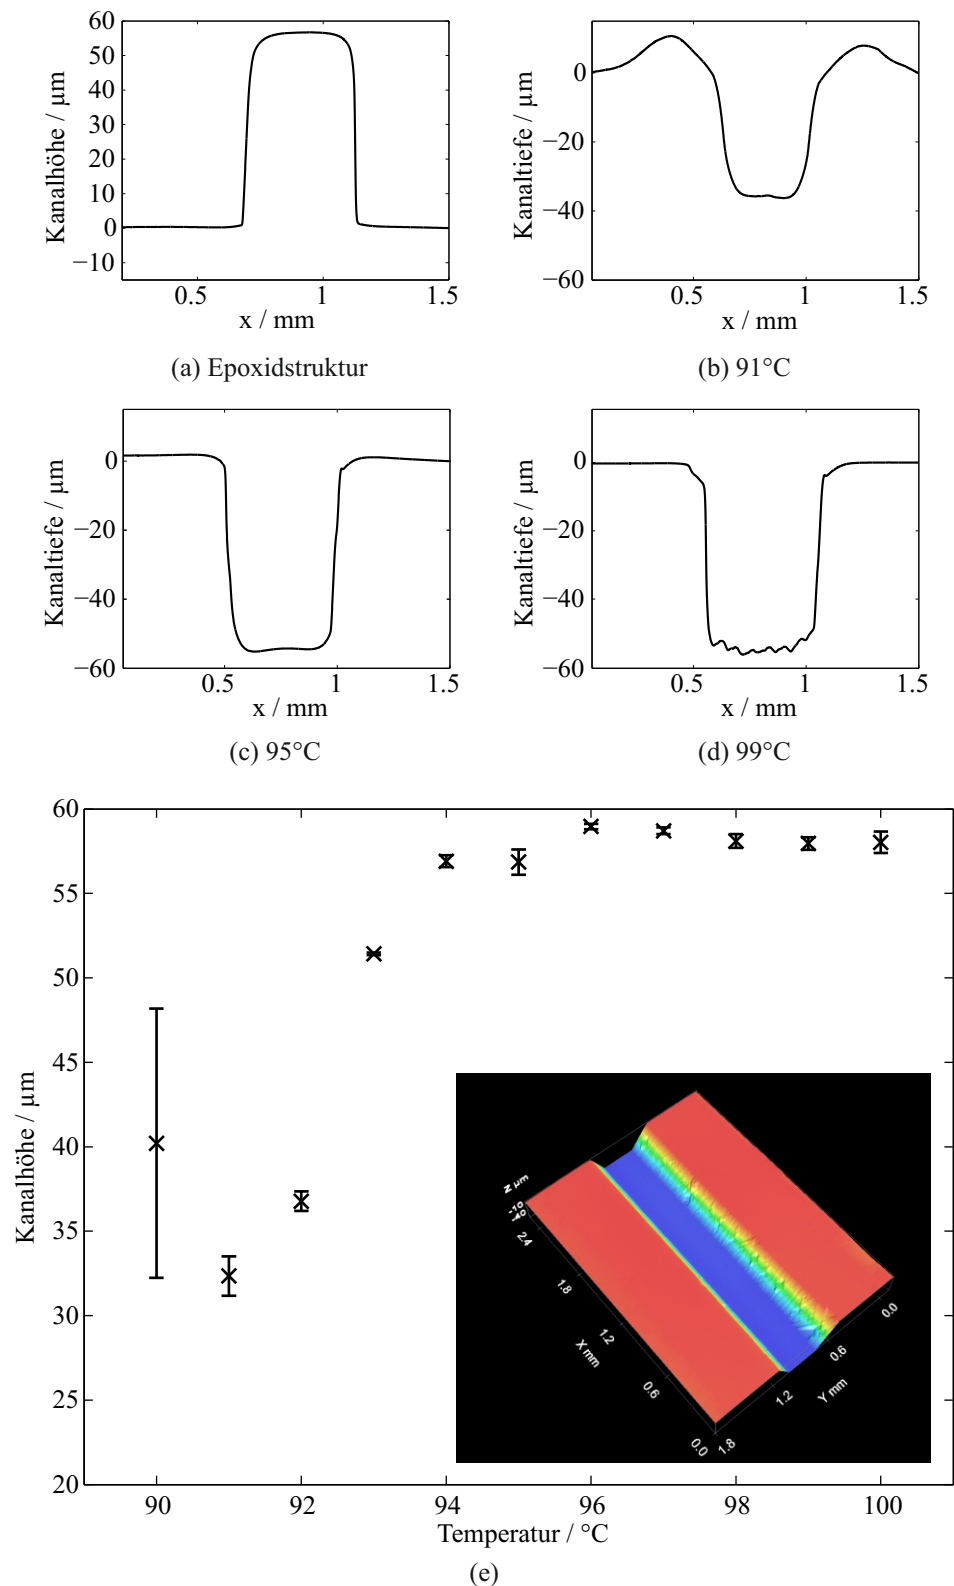 60
50
40
30
20
10
0
−10
Kanalhöhe / µm
0.5 1 1.5
x / mm
(a) Epoxidstruktur
0
−20
−40
−60
Kanaltiefe / µm
0.5 1 1.5
x / mm
(b) 91°C
0
−20
−40
−60
Kanaltiefe / µm
0.5 1 1.5
x / mm
(c) 95°C
0
−20
−40
−60
Kanaltiefe / µm
0.5 1 1.5
x / mm
(d) 99°C
60
55
50
45
40
35
30
25
20
Kanalhöhe / µm
Z µm
2.4
1.8
1.2
0.6
0.0
X mm
1.8
1.2
0.6
0.0
Y mm
90 92 94 96 98 100
Temperatur / °C
(e)